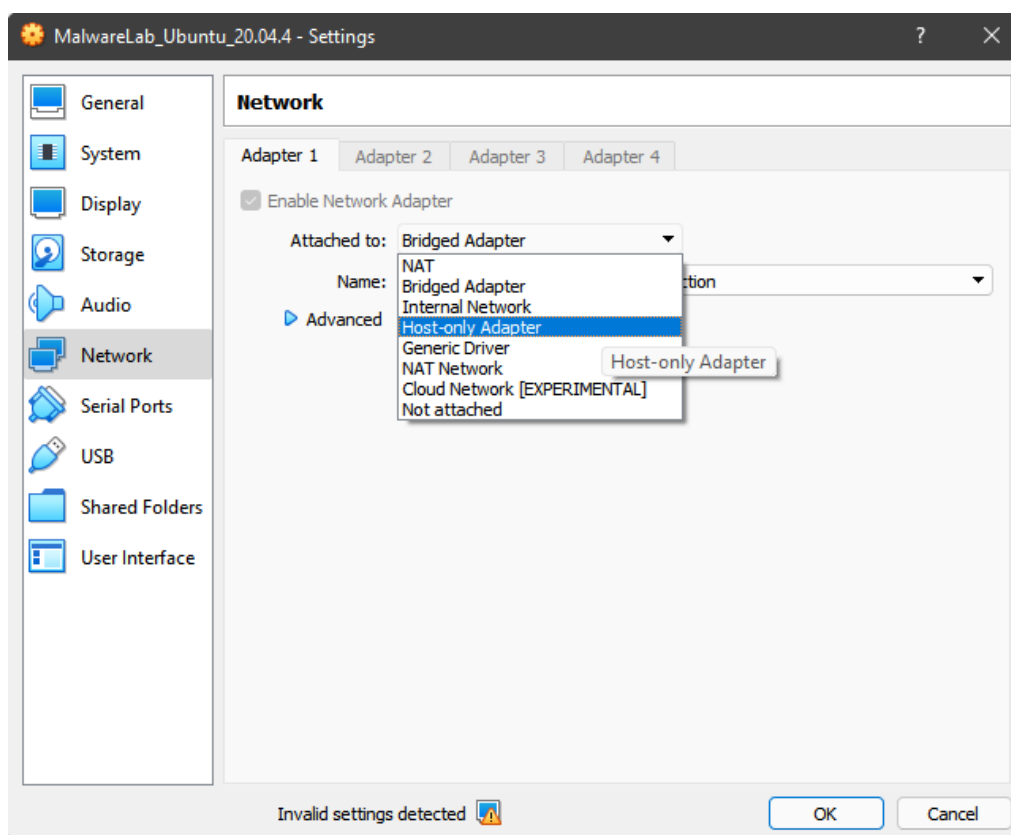 MalwareLab_Ubuntu_20.04.4 - Settings ? ×
General
System
Display
Storage
Audio
Network
Serial Ports
USB
Shared Folders
User Interface
Network
Adapter 1 Adapter 2 Adapter 3 Adapter 4
Enable Network Adapter
Attached to: Bridged Adapter
Name: ction
Advanced
NAT
Bridged Adapter
Internal Network
Host-only Adapter
Generic Driver
NAT Network
Cloud Network [EXPERIMENTAL]
Not attached
Host-only Adapter
Invalid settings detected
OK Cancel